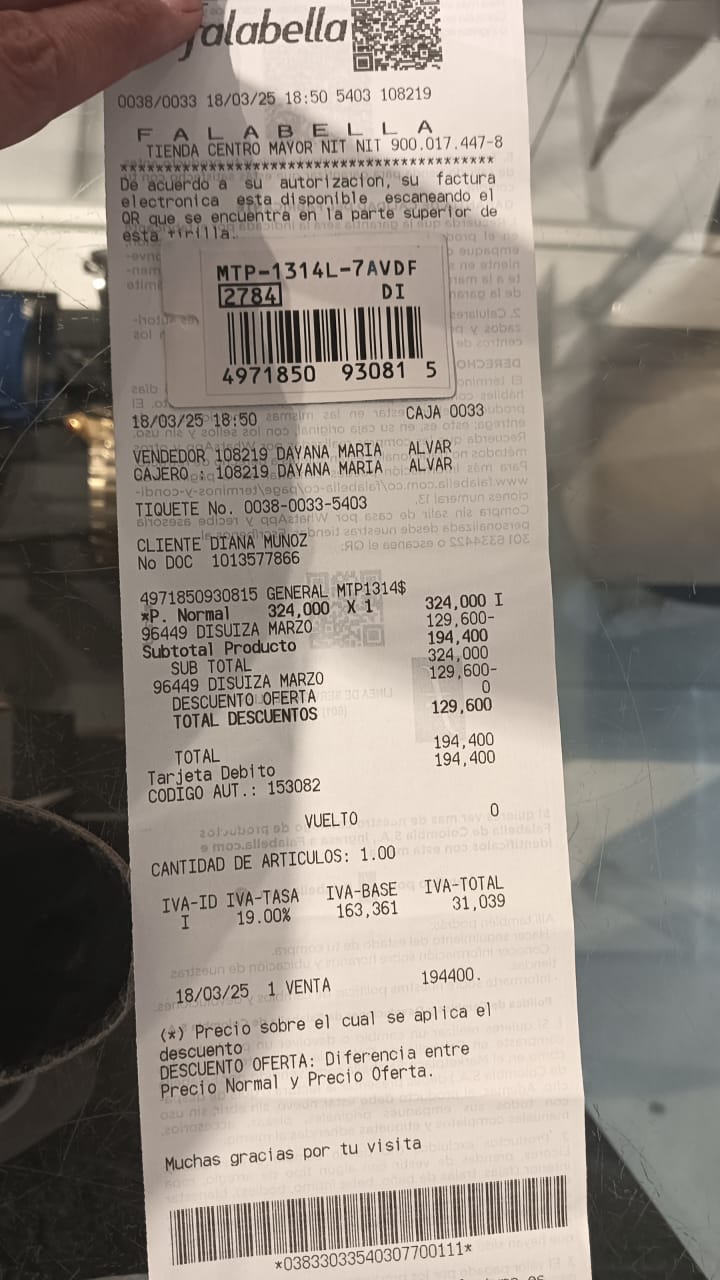 falabella
0038/0033 18/03/25 18:50 5403 108219
F A L A B E L L A
TIENDA CENTRO MAYOR NIT NIT 900.017.447-8
******************************************
De acuerdo a su autorizacion, su factura
electronica esta disponible escaneando el
QR que se encuentra en la parte superior de
esta tirilla.
MTP-1314L-7AVDF
2784 DI
4971850 93081 5
18/03/25 18:50 CAJA 0033
VENDEDOR 108219 DAYANA MARIA ALVAR
CAJERO : 108219 DAYANA MARIA ALVAR
TIQUETE No. 0038-0033-5403
CLIENTE DIANA MUNOZ
No DOC 1013577866
4971850930815 GENERAL MTP1314$
*P. Normal 324,000 X 1 324,000 I
96449 DISUIZA MARZO 129,600-
Subtotal Producto 194,400
SUB TOTAL 324,000
96449 DISUIZA MARZO 129,600-
DESCUENTO OFERTA 0
TOTAL DESCUENTOS 129,600
TOTAL 194,400
Tarjeta Debito 194,400
CODIGO AUT.: 153082
VUELTO 0
CANTIDAD DE ARTICULOS: 1.00
IVA-ID IVA-TASA IVA-BASE IVA-TOTAL
I 19.00% 163,361 31,039
18/03/25 1 VENTA 194400.
(*) Precio sobre el cual se aplica el
descuento
DESCUENTO OFERTA: Diferencia entre
Precio Normal y Precio Oferta.
Muchas gracias por tu visita
*03833033540307700111*